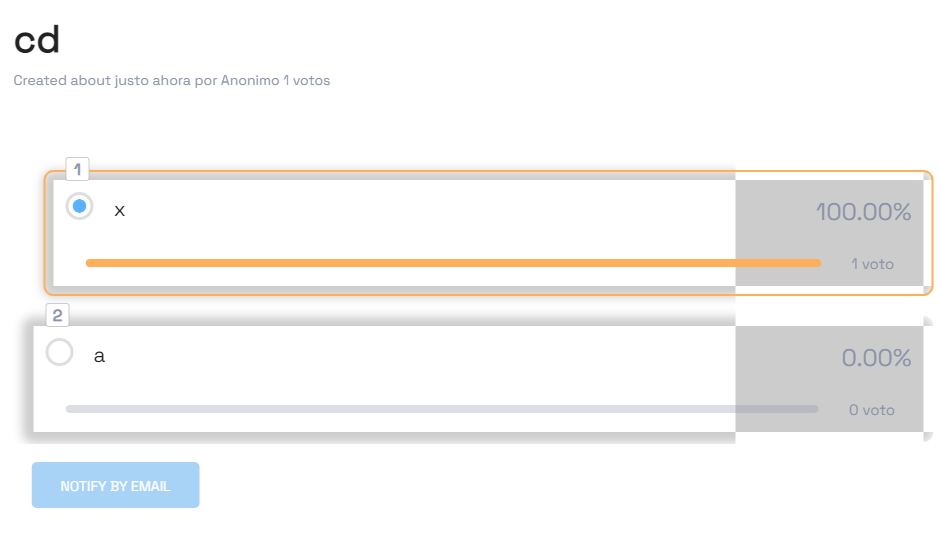 cd
Created about justo ahora por Anonimo 1 votos
1
x
100.00%
1 voto
2
a
0.00%
0 voto
NOTIFY BY EMAIL